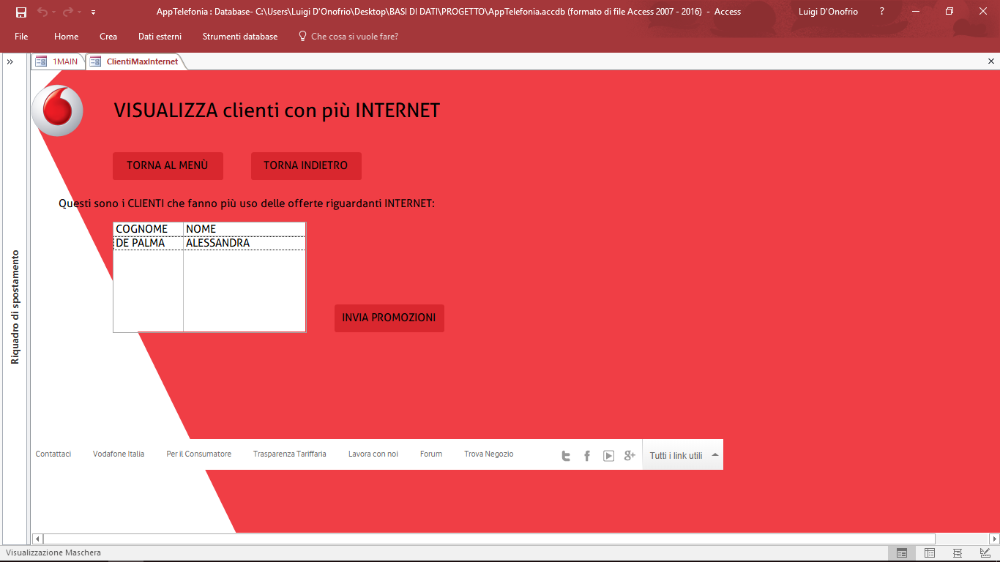 AppTelefonia : Database- C:\Users\Luigi D'Onofrio\Desktop\BASI DI DATI\PROGETTO\AppTelefonia.accdb (formato di file Access 2007 - 2016) - Access
Luigi D'Onofrio
?
File
Home
Crea
Dati esterni
Strumenti database
Che cosa si vuole fare?
1MAIN
ClientiMaxInternet
VISUALIZZA clienti con più INTERNET
TORNA AL MENÙ
TORNA INDIETRO
Questi sono i CLIENTI che fanno più uso delle offerte riguardanti INTERNET:
COGNOME NOME
DE PALMA ALESSANDRA
INVIA PROMOZIONI
Riquadro di spostamento
Contattaci
Vodafone Italia
Per il Consumatore
Trasparenza Tariffaria
Lavora con noi
Forum
Trova Negozio
Tutti i link utili
Visualizzazione Maschera